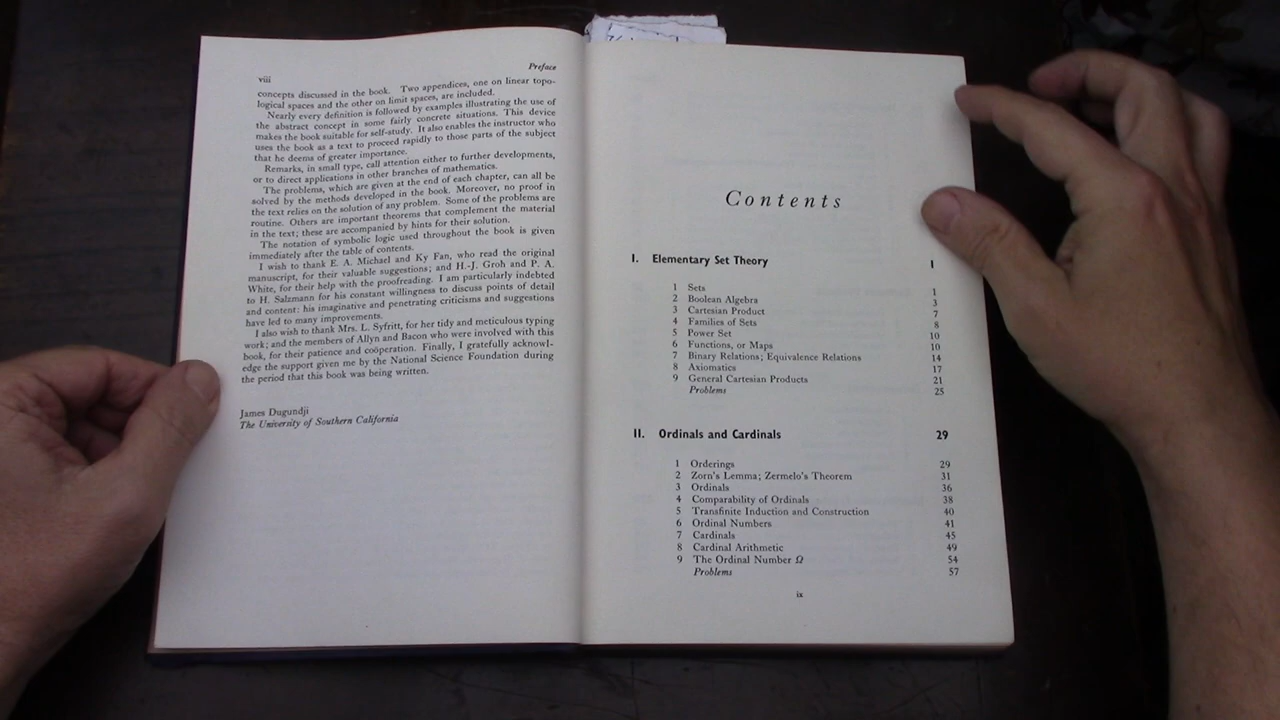 viii
Preface
concepts discussed in the book. Two appendices, one on linear topo-
logical spaces and the other on limit spaces, are included.
Nearly every definition is followed by examples illustrating the use of
the abstract concept in some fairly concrete situations. This device
makes the book suitable for self-study. It also enables the instructor who
uses the book as a text to proceed rapidly to those parts of the subject
that he deems of greater importance.
Remarks, in small type, call attention either to further developments,
or to direct applications in other branches of mathematics.
The problems, which are given at the end of each chapter, can all be
solved by the methods developed in the book. Moreover, no proof in
the text relies on the solution of any problem. Some of the problems are
routine. Others are important theorems that complement the material
in the text; these are accompanied by hints for their solution.
The notation of symbolic logic used throughout the book is given
immediately after the table of contents.
I wish to thank E. A. Michael and Ky Fan, who read the original
manuscript, for their valuable suggestions; and H.-J. Groh and P. A.
White, for their help with the proofreading. I am particularly indebted
to H. Salzmann for his constant willingness to discuss points of detail
and content: his imaginative and penetrating criticisms and suggestions
have led to many improvements.
I also wish to thank Mrs. L. Syfritt, for her tidy and meticulous typing
work; and the members of Allyn and Bacon who were involved with this
book, for their patience and coöperation. Finally, I gratefully acknowl-
edge the support given me by the National Science Foundation during
the period that this book was being written.
James Dugundji
The University of Southern California
Contents
I. Elementary Set Theory 1
1 Sets 1
2 Boolean Algebra 3
3 Cartesian Product 7
4 Families of Sets 8
5 Power Set 10
6 Functions, or Maps 10
7 Binary Relations; Equivalence Relations 14
8 Axiomatics 17
9 General Cartesian Products 21
Problems 25
II. Ordinals and Cardinals 29
1 Orderings 29
2 Zorn's Lemma; Zermelo's Theorem 31
3 Ordinals 36
4 Comparability of Ordinals 38
5 Transfinite Induction and Construction 40
6 Ordinal Numbers 41
7 Cardinals 45
8 Cardinal Arithmetic 49
9 The Ordinal Number Ω 54
Problems 57
ix